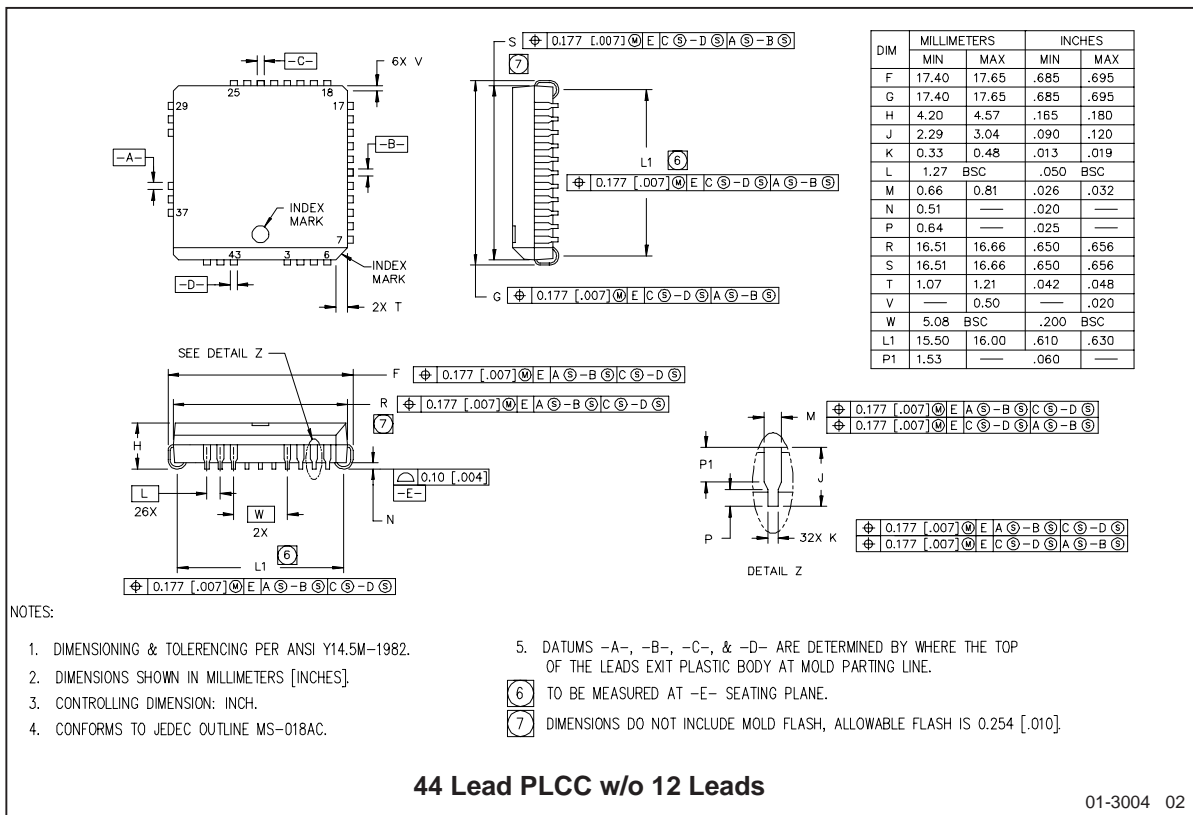 S ⌖ 0.177 [.007] Ⓜ E C Ⓢ – D Ⓢ A Ⓢ – B Ⓢ
7
–C–
6X V
25
18
29
17
–B–
–A–
L1 6
⌖ 0.177 [.007] Ⓜ E C Ⓢ – D Ⓢ A Ⓢ – B Ⓢ
37
INDEX
MARK
7
43
3
6
INDEX
MARK
–D–
2X T
G ⌖ 0.177 [.007] Ⓜ E C Ⓢ – D Ⓢ A Ⓢ – B Ⓢ
DIM MILLIMETERS INCHES
MIN MAX MIN MAX
F 17.40 17.65 .685 .695
G 17.40 17.65 .685 .695
H 4.20 4.57 .165 .180
J 2.29 3.04 .090 .120
K 0.33 0.48 .013 .019
L 1.27 BSC .050 BSC
M 0.66 0.81 .026 .032
N 0.51 — .020 —
P 0.64 — .025 —
R 16.51 16.66 .650 .656
S 16.51 16.66 .650 .656
T 1.07 1.21 .042 .048
V — 0.50 — .020
W 5.08 BSC .200 BSC
L1 15.50 16.00 .610 .630
P1 1.53 — .060 —
SEE DETAIL Z
F ⌖ 0.177 [.007] Ⓜ E A Ⓢ – B Ⓢ C Ⓢ – D Ⓢ
R ⌖ 0.177 [.007] Ⓜ E A Ⓢ – B Ⓢ C Ⓢ – D Ⓢ
7
H
⌓ 0.10 [.004]
–E–
L
26X
W
2X
N
6
L1
⌖ 0.177 [.007] Ⓜ E A Ⓢ – B Ⓢ C Ⓢ – D Ⓢ
M
⌖ 0.177 [.007] Ⓜ E A Ⓢ – B Ⓢ C Ⓢ – D Ⓢ
⌖ 0.177 [.007] Ⓜ E C Ⓢ – D Ⓢ A Ⓢ – B Ⓢ
P1
J
P
32X K
⌖ 0.177 [.007] Ⓜ E A Ⓢ – B Ⓢ C Ⓢ – D Ⓢ
⌖ 0.177 [.007] Ⓜ E C Ⓢ – D Ⓢ A Ⓢ – B Ⓢ
DETAIL Z
NOTES:
1. DIMENSIONING & TOLERENCING PER ANSI Y14.5M–1982.
2. DIMENSIONS SHOWN IN MILLIMETERS [INCHES].
3. CONTROLLING DIMENSION: INCH.
4. CONFORMS TO JEDEC OUTLINE MS–018AC.
5. DATUMS –A–, –B–, –C–, & –D– ARE DETERMINED BY WHERE THE TOP
OF THE LEADS EXIT PLASTIC BODY AT MOLD PARTING LINE.
6 TO BE MEASURED AT –E– SEATING PLANE.
7 DIMENSIONS DO NOT INCLUDE MOLD FLASH, ALLOWABLE FLASH IS 0.254 [.010].
44 Lead PLCC w/o 12 Leads
01-3004 02